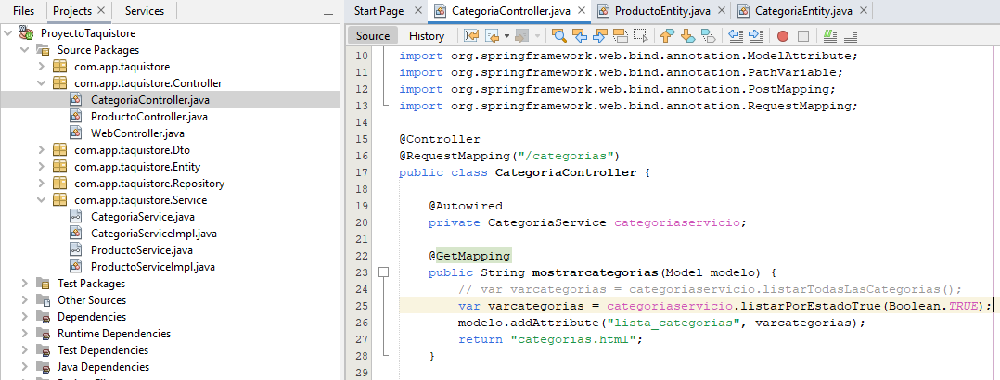 Files Projects Services
ProyectoTaquistore
Source Packages
com.app.taquistore
com.app.taquistore.Controller
CategoriaController.java
ProductoController.java
WebController.java
com.app.taquistore.Dto
com.app.taquistore.Entity
com.app.taquistore.Repository
com.app.taquistore.Service
CategoriaService.java
CategoriaServiceImpl.java
ProductoService.java
ProductoServiceImpl.java
Test Packages
Other Sources
Dependencies
Runtime Dependencies
Test Dependencies
Java Dependencies
Start Page CategoriaController.java ProductoEntity.java CategoriaEntity.java
Source History
10 import org.springframework.web.bind.annotation.ModelAttribute;
11 import org.springframework.web.bind.annotation.PathVariable;
12 import org.springframework.web.bind.annotation.PostMapping;
13 import org.springframework.web.bind.annotation.RequestMapping;
14
15 @Controller
16 @RequestMapping("/categorias")
17 public class CategoriaController {
18
19 @Autowired
20 private CategoriaService categoriaservicio;
21
22 @GetMapping
23 public String mostrarcategorias(Model modelo) {
24 // var varcategorias = categoriaservicio.listarTodasLasCategorias();
25 var varcategorias = categoriaservicio.listarPorEstadoTrue(Boolean.TRUE);
26 modelo.addAttribute("lista_categorias", varcategorias);
27 return "categorias.html";
28 }
29